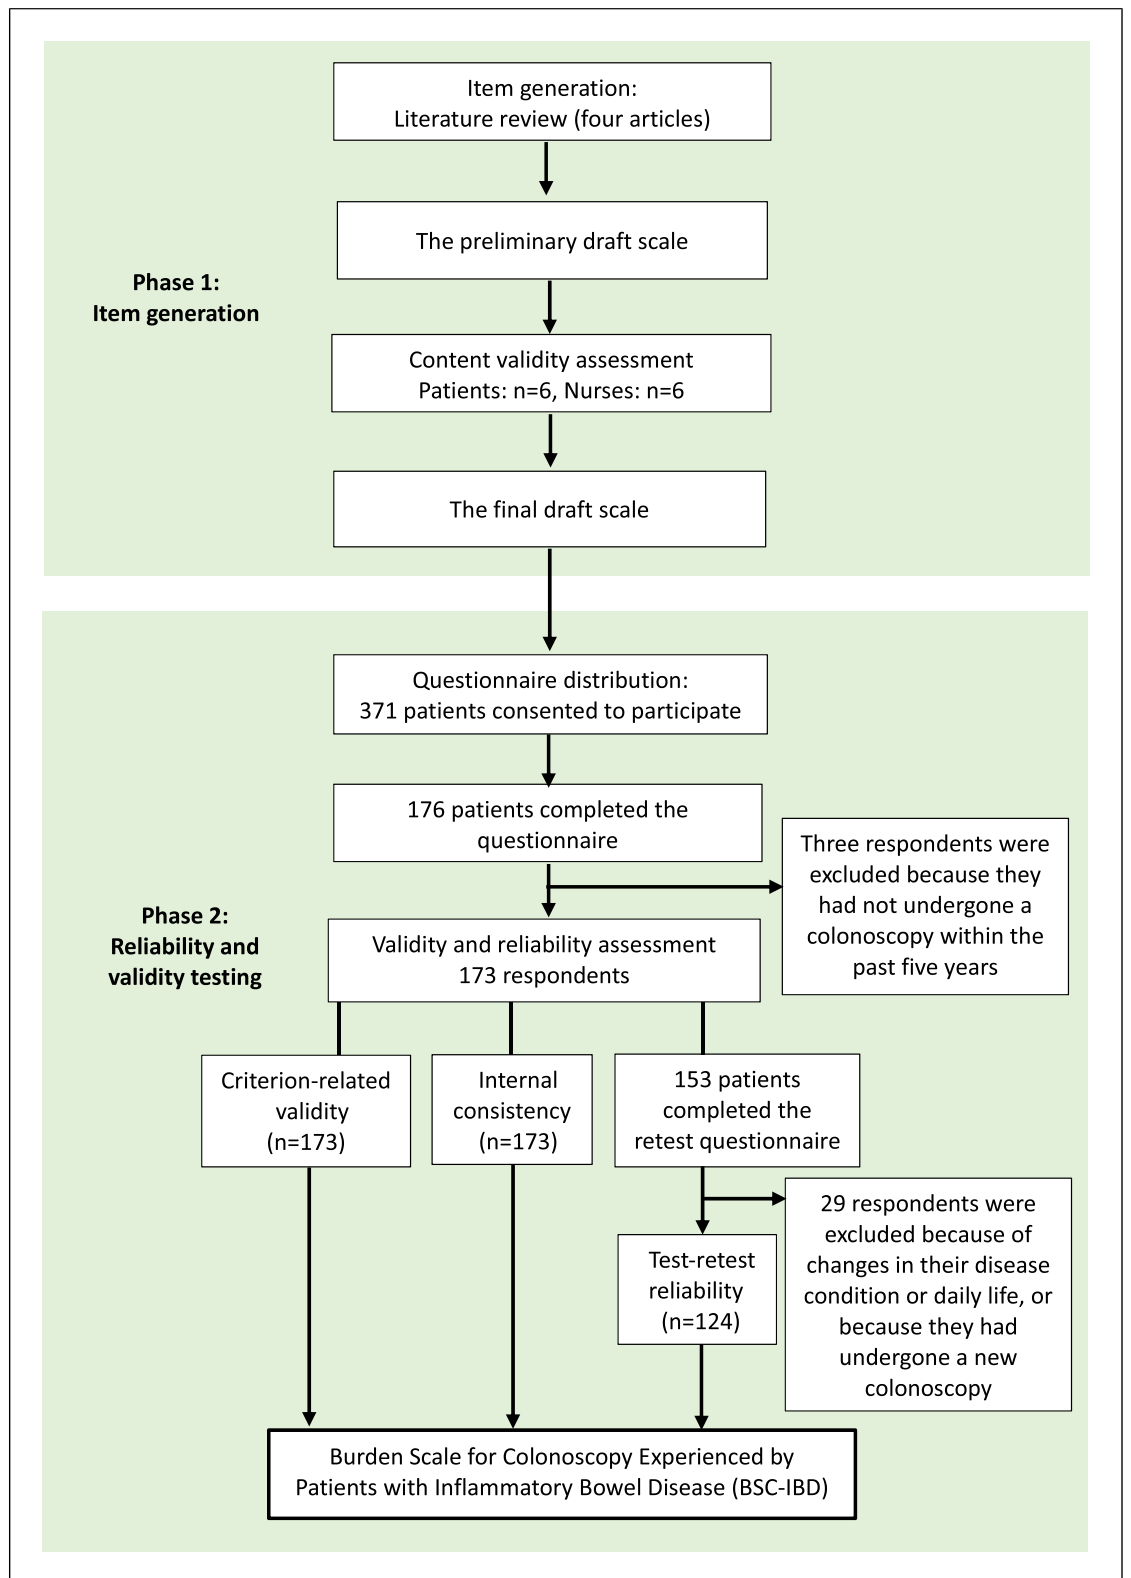 Item generation:
Literature review (four articles)
The preliminary draft scale
Phase 1:
Item generation
Content validity assessment
Patients: n=6, Nurses: n=6
The final draft scale
Questionnaire distribution:
371 patients consented to participate
176 patients completed the
questionnaire
Three respondents were
excluded because they
had not undergone a
colonoscopy within the
past five years
Phase 2:
Reliability and
validity testing
Validity and reliability assessment
173 respondents
Criterion-related
validity
(n=173)
Internal
consistency
(n=173)
153 patients
completed the
retest questionnaire
29 respondents were
excluded because of
changes in their disease
condition or daily life, or
because they had
undergone a new
colonoscopy
Test-retest
reliability
(n=124)
Burden Scale for Colonoscopy Experienced by
Patients with Inflammatory Bowel Disease (BSC-IBD)